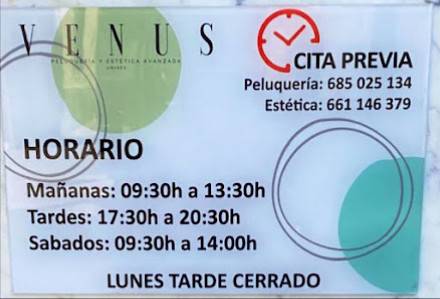 VENUS
PELUQUERÍA Y ESTÉTICA AVANZADA
LINARES
CITA PREVIA
Peluquería: 685 025 134
Estética: 661 146 379
HORARIO
Mañanas: 09:30h a 13:30h
Tardes: 17:30h a 20:30h
Sabados: 09:30h a 14:00h
LUNES TARDE CERRADO